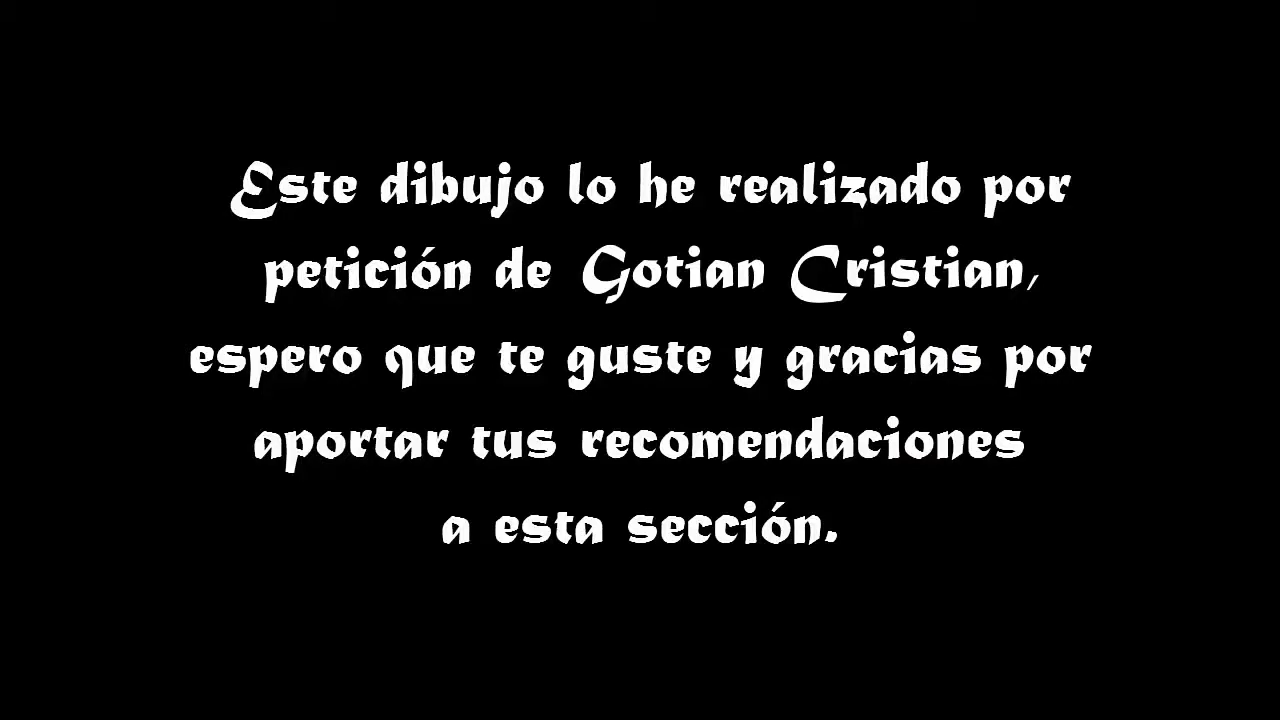 Este dibujo lo he realizado por
petición de Gotian Cristian,
espero que te guste y gracias por
aportar tus recomendaciones
a esta sección.